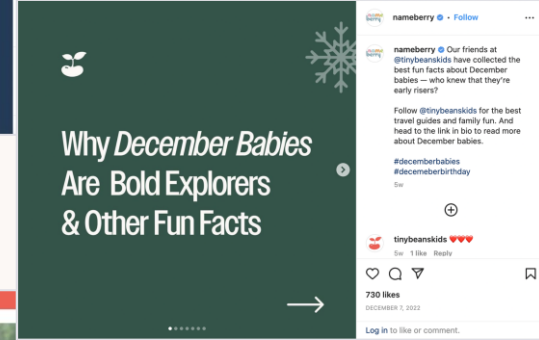 Why December Babies
Are Bold Explorers
& Other Fun Facts
nameberry • Follow
nameberry Our friends at
@tinybeanskids have collected the
best fun facts about December
babies — who knew that they're
early risers?
Follow @tinybeanskids for the best
travel guides and family fun. And
head to the link in bio to read more
about December babies.
#decemberbabies
#decemeberbirthday
5w
tinybeanskids ❤️❤️❤️
5w 1 like Reply
730 likes
DECEMBER 7, 2022
Log in to like or comment.